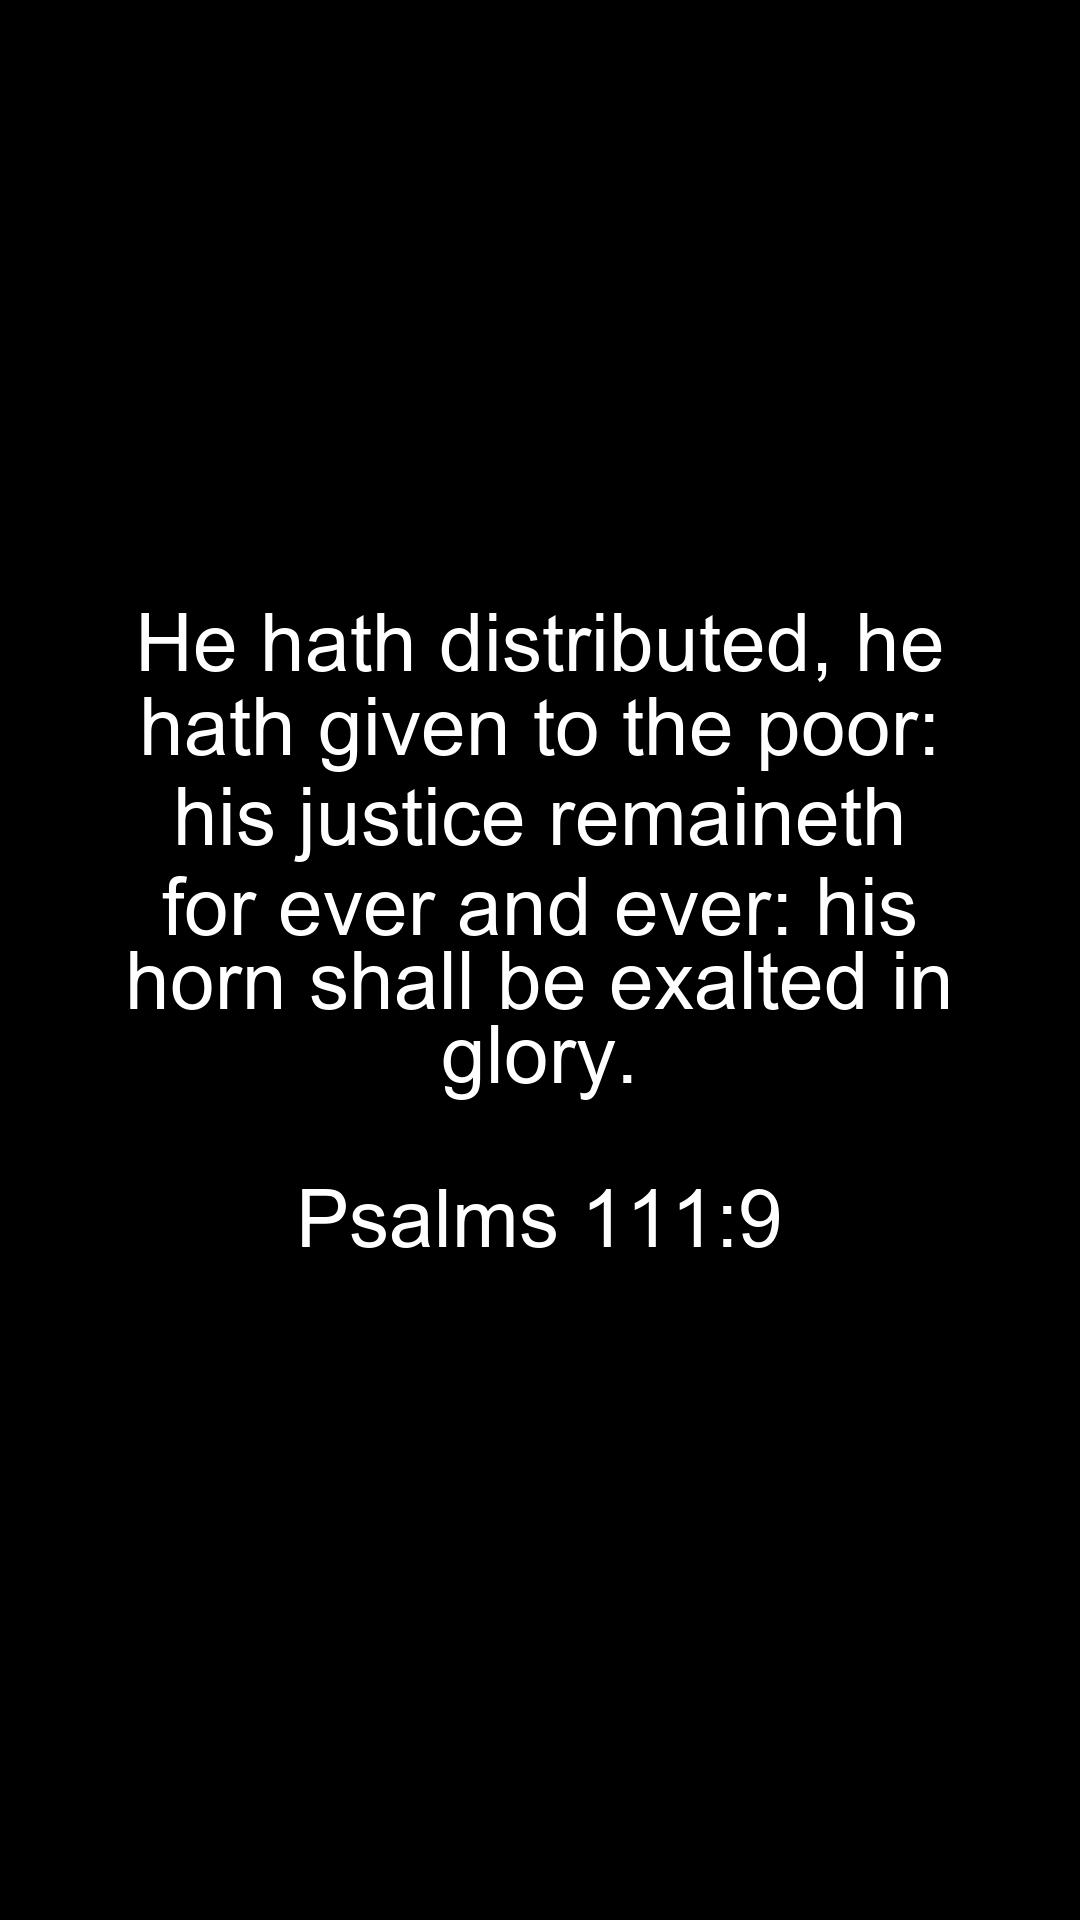 He hath distributed, he
hath given to the poor:
his justice remaineth
for ever and ever: his
horn shall be exalted in
glory.
Psalms 111:9